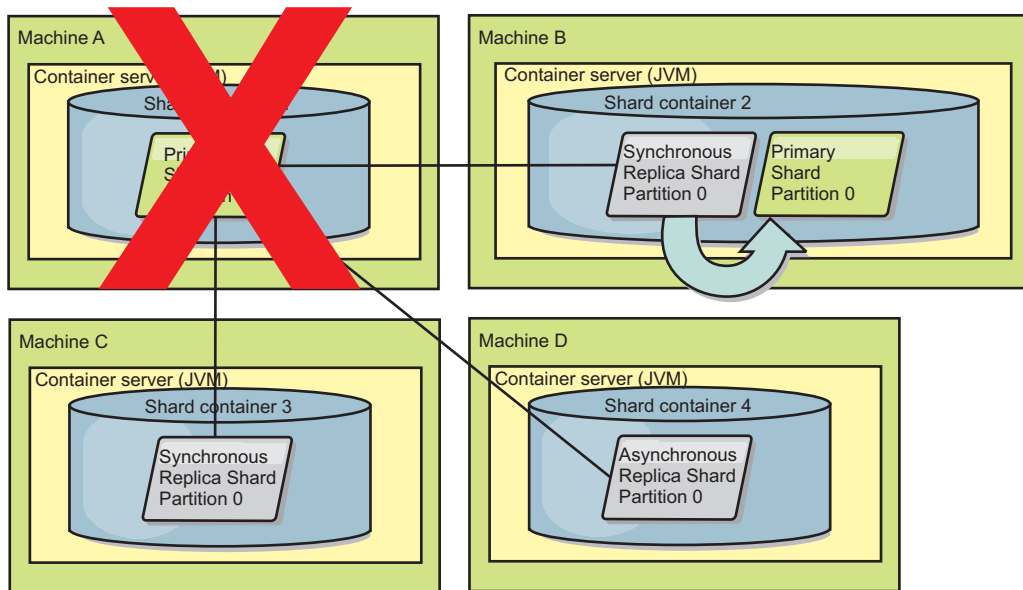 Machine A
Container server (JVM)
Machine B
Container server (JVM)
Shard container 2
Synchronous
Replica Shard
Partition 0
Primary
Shard
Partition 0
Machine C
Container server (JVM)
Shard container 3
Synchronous
Replica Shard
Partition 0
Machine D
Container server (JVM)
Shard container 4
Asynchronous
Replica Shard
Partition 0